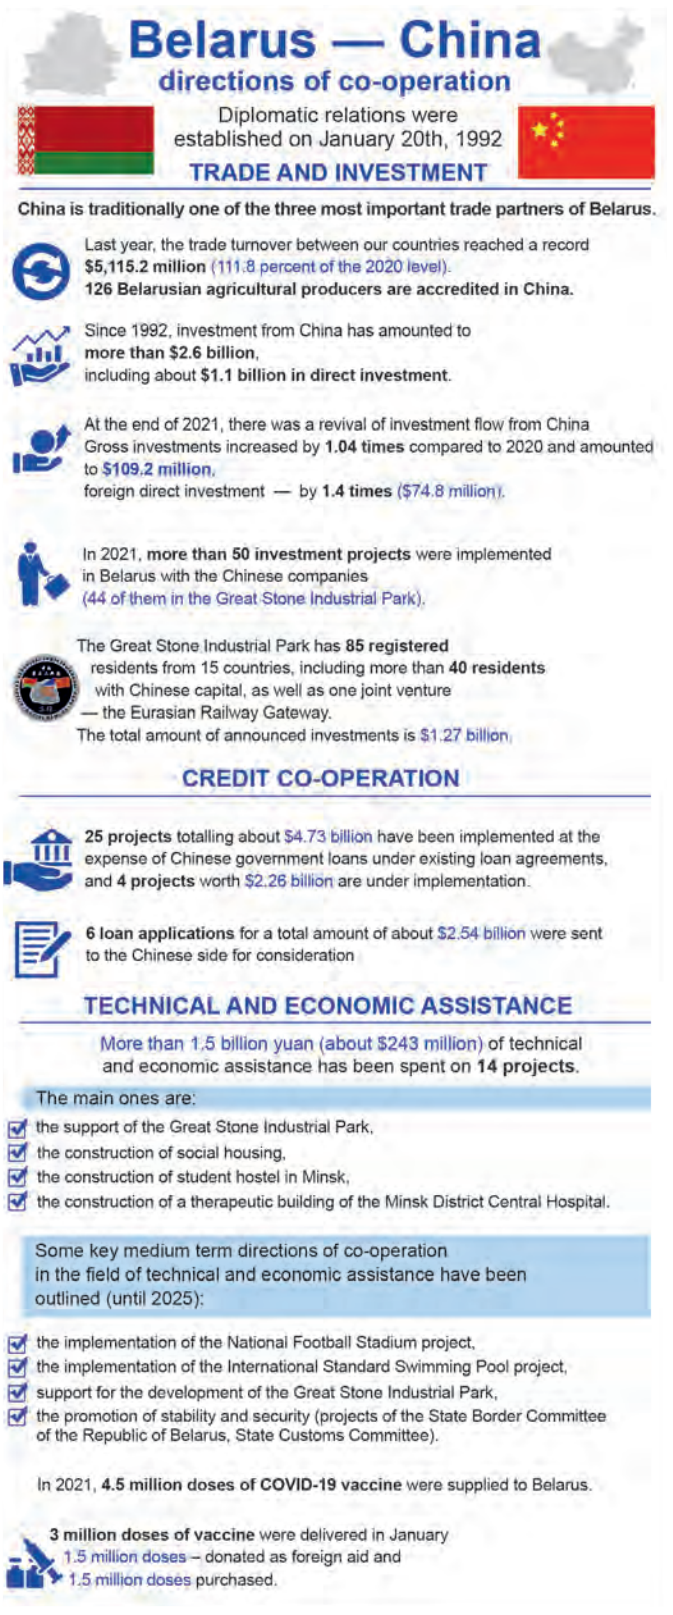 Belarus — China
directions of co-operation
Diplomatic relations were
established on January 20th, 1992
TRADE AND INVESTMENT
China is traditionally one of the three most important trade partners of Belarus.
Last year, the trade turnover between our countries reached a record
$5,115.2 million (111.8 percent of the 2020 level).
126 Belarusian agricultural producers are accredited in China.
Since 1992, investment from China has amounted to
more than $2.6 billion,
including about $1.1 billion in direct investment.
At the end of 2021, there was a revival of investment flow from China
Gross investments increased by 1.04 times compared to 2020 and amounted
to $109.2 million,
foreign direct investment — by 1.4 times ($74.8 million).
In 2021, more than 50 investment projects were implemented
in Belarus with the Chinese companies
(44 of them in the Great Stone Industrial Park).
The Great Stone Industrial Park has 85 registered
residents from 15 countries, including more than 40 residents
with Chinese capital, as well as one joint venture
— the Eurasian Railway Gateway.
The total amount of announced investments is $1.27 billion.
CREDIT CO-OPERATION
25 projects totalling about $4.73 billion have been implemented at the
expense of Chinese government loans under existing loan agreements,
and 4 projects worth $2.26 billion are under implementation.
6 loan applications for a total amount of about $2.54 billion were sent
to the Chinese side for consideration
TECHNICAL AND ECONOMIC ASSISTANCE
More than 1.5 billion yuan (about $243 million) of technical
and economic assistance has been spent on 14 projects.
The main ones are:
the support of the Great Stone Industrial Park,
the construction of social housing,
the construction of student hostel in Minsk,
the construction of a therapeutic building of the Minsk District Central Hospital.
Some key medium term directions of co-operation
in the field of technical and economic assistance have been
outlined (until 2025):
the implementation of the National Football Stadium project,
the implementation of the International Standard Swimming Pool project,
support for the development of the Great Stone Industrial Park,
the promotion of stability and security (projects of the State Border Committee
of the Republic of Belarus, State Customs Committee).
In 2021, 4.5 million doses of COVID-19 vaccine were supplied to Belarus.
3 million doses of vaccine were delivered in January
1.5 million doses – donated as foreign aid and
1.5 million doses purchased.